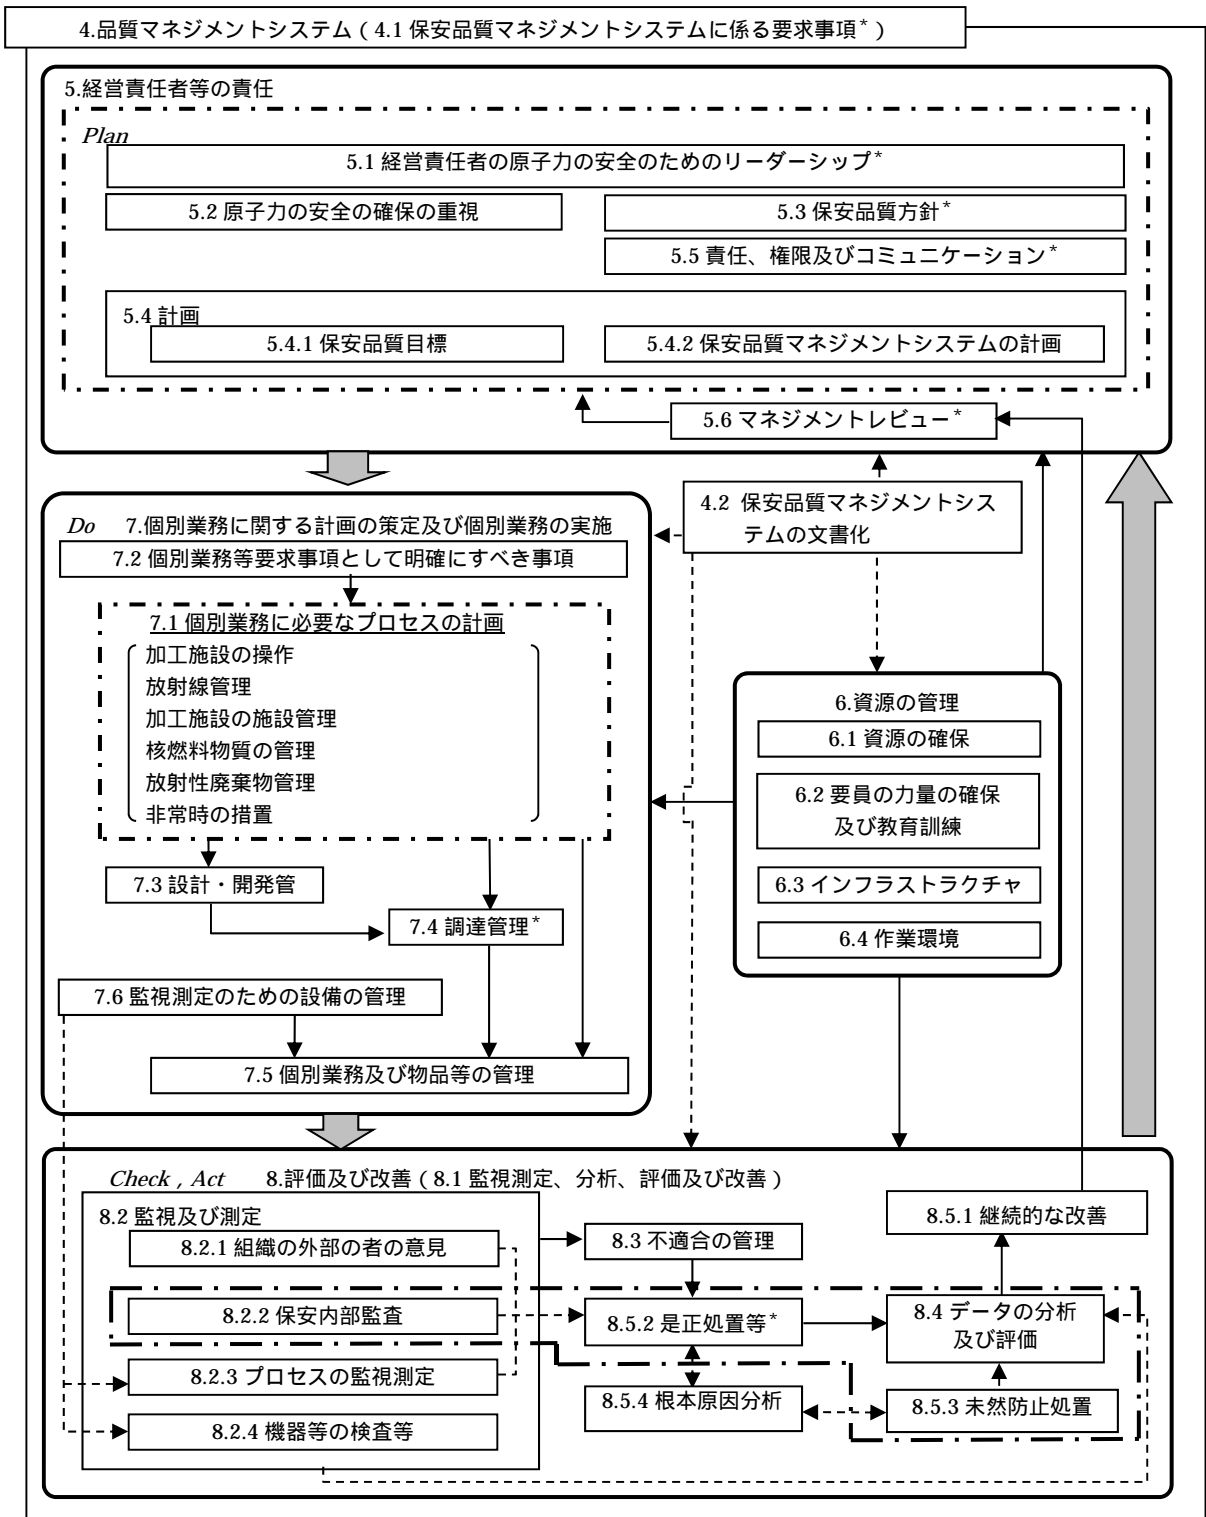 4.品質マネジメントシステム（4.1 保安品質マネジメントシステムに係る要求事項*）
5.経営責任者等の責任
Plan
5.1 経営責任者の原子力の安全のためのリーダーシップ*
5.2 原子力の安全の確保の重視
5.3 保安品質方針*
5.5 責任、権限及びコミュニケーション*
5.4 計画
5.4.1 保安品質目標
5.4.2 保安品質マネジメントシステムの計画
5.6 マネジメントレビュー*
4.2 保安品質マネジメントシス
テムの文書化
Do 7.個別業務に関する計画の策定及び個別業務の実施
7.2 個別業務等要求事項として明確にすべき事項
7.1 個別業務に必要なプロセスの計画
加工施設の操作
放射線管理
加工施設の施設管理
核燃料物質の管理
放射性廃棄物管理
非常時の措置
7.3 設計・開発管
7.4 調達管理*
7.6 監視測定のための設備の管理
7.5 個別業務及び物品等の管理
6.資源の管理
6.1 資源の確保
6.2 要員の力量の確保
及び教育訓練
6.3 インフラストラクチャ
6.4 作業環境
Check , Act 8.評価及び改善（8.1 監視測定、分析、評価及び改善）
8.2 監視及び測定
8.2.1 組織の外部の者の意見
8.2.2 保安内部監査
8.2.3 プロセスの監視測定
8.2.4 機器等の検査等
8.3 不適合の管理
8.5.2 是正処置等*
8.5.4 根本原因分析
8.5.1 継続的な改善
8.4 データの分析
及び評価
8.5.3 未然防止処置